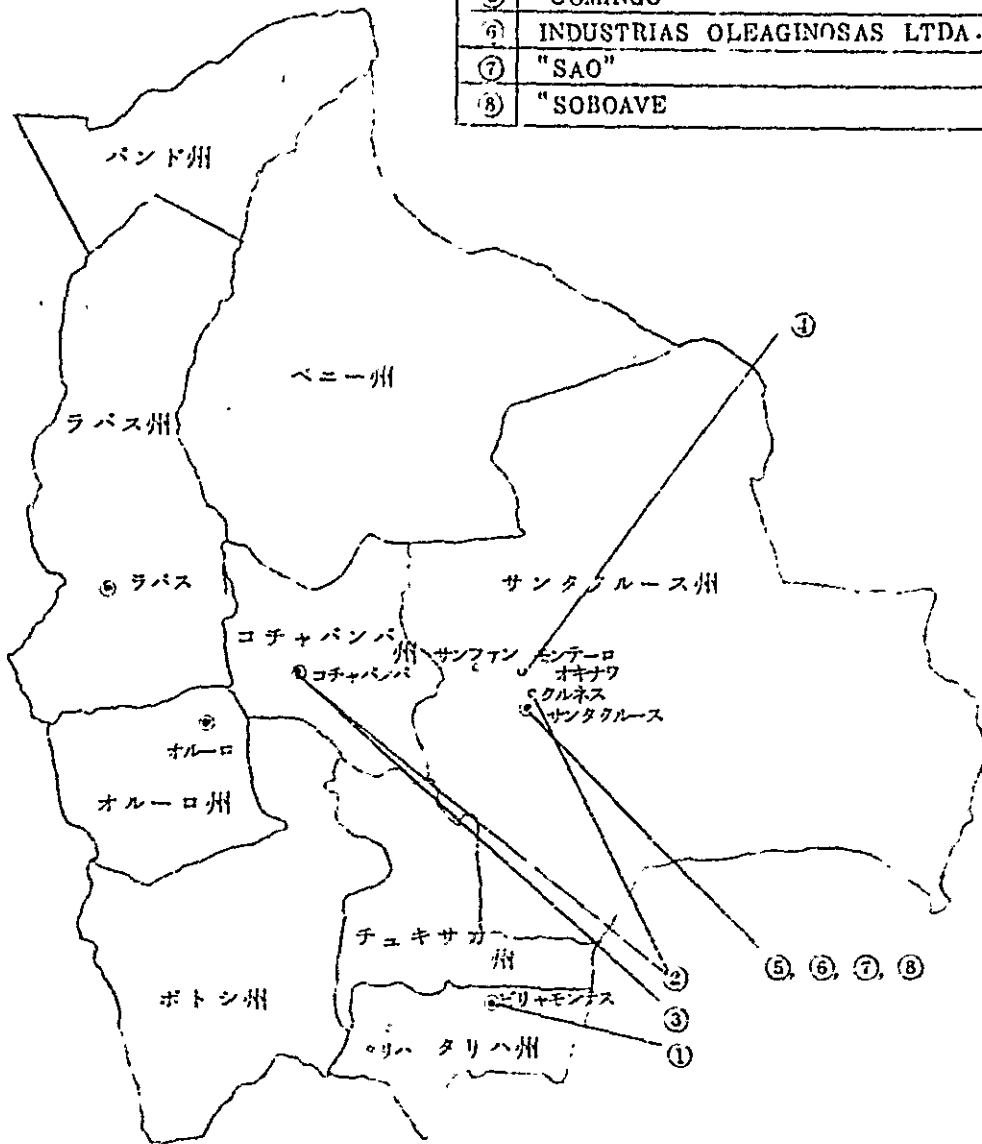 ⑥ INDUSTRIAS OLEAGINOSAS LTDA.
⑦ "SAO"
⑧ "SOBOAVE
パンド州
④
ベニー州
ラパス州
ラパス
サンタクルース州
コチャバンバ州
サンファン
モンテーロ
オキナワ
コチャバンバ
クルネス
サンタクルース
オルーロ
オルーロ州
チュキサカ州
②
⑤, ⑥, ⑦, ⑧
ポトシ州
ビリャモンテス
③
タリハ
タリハ州
①